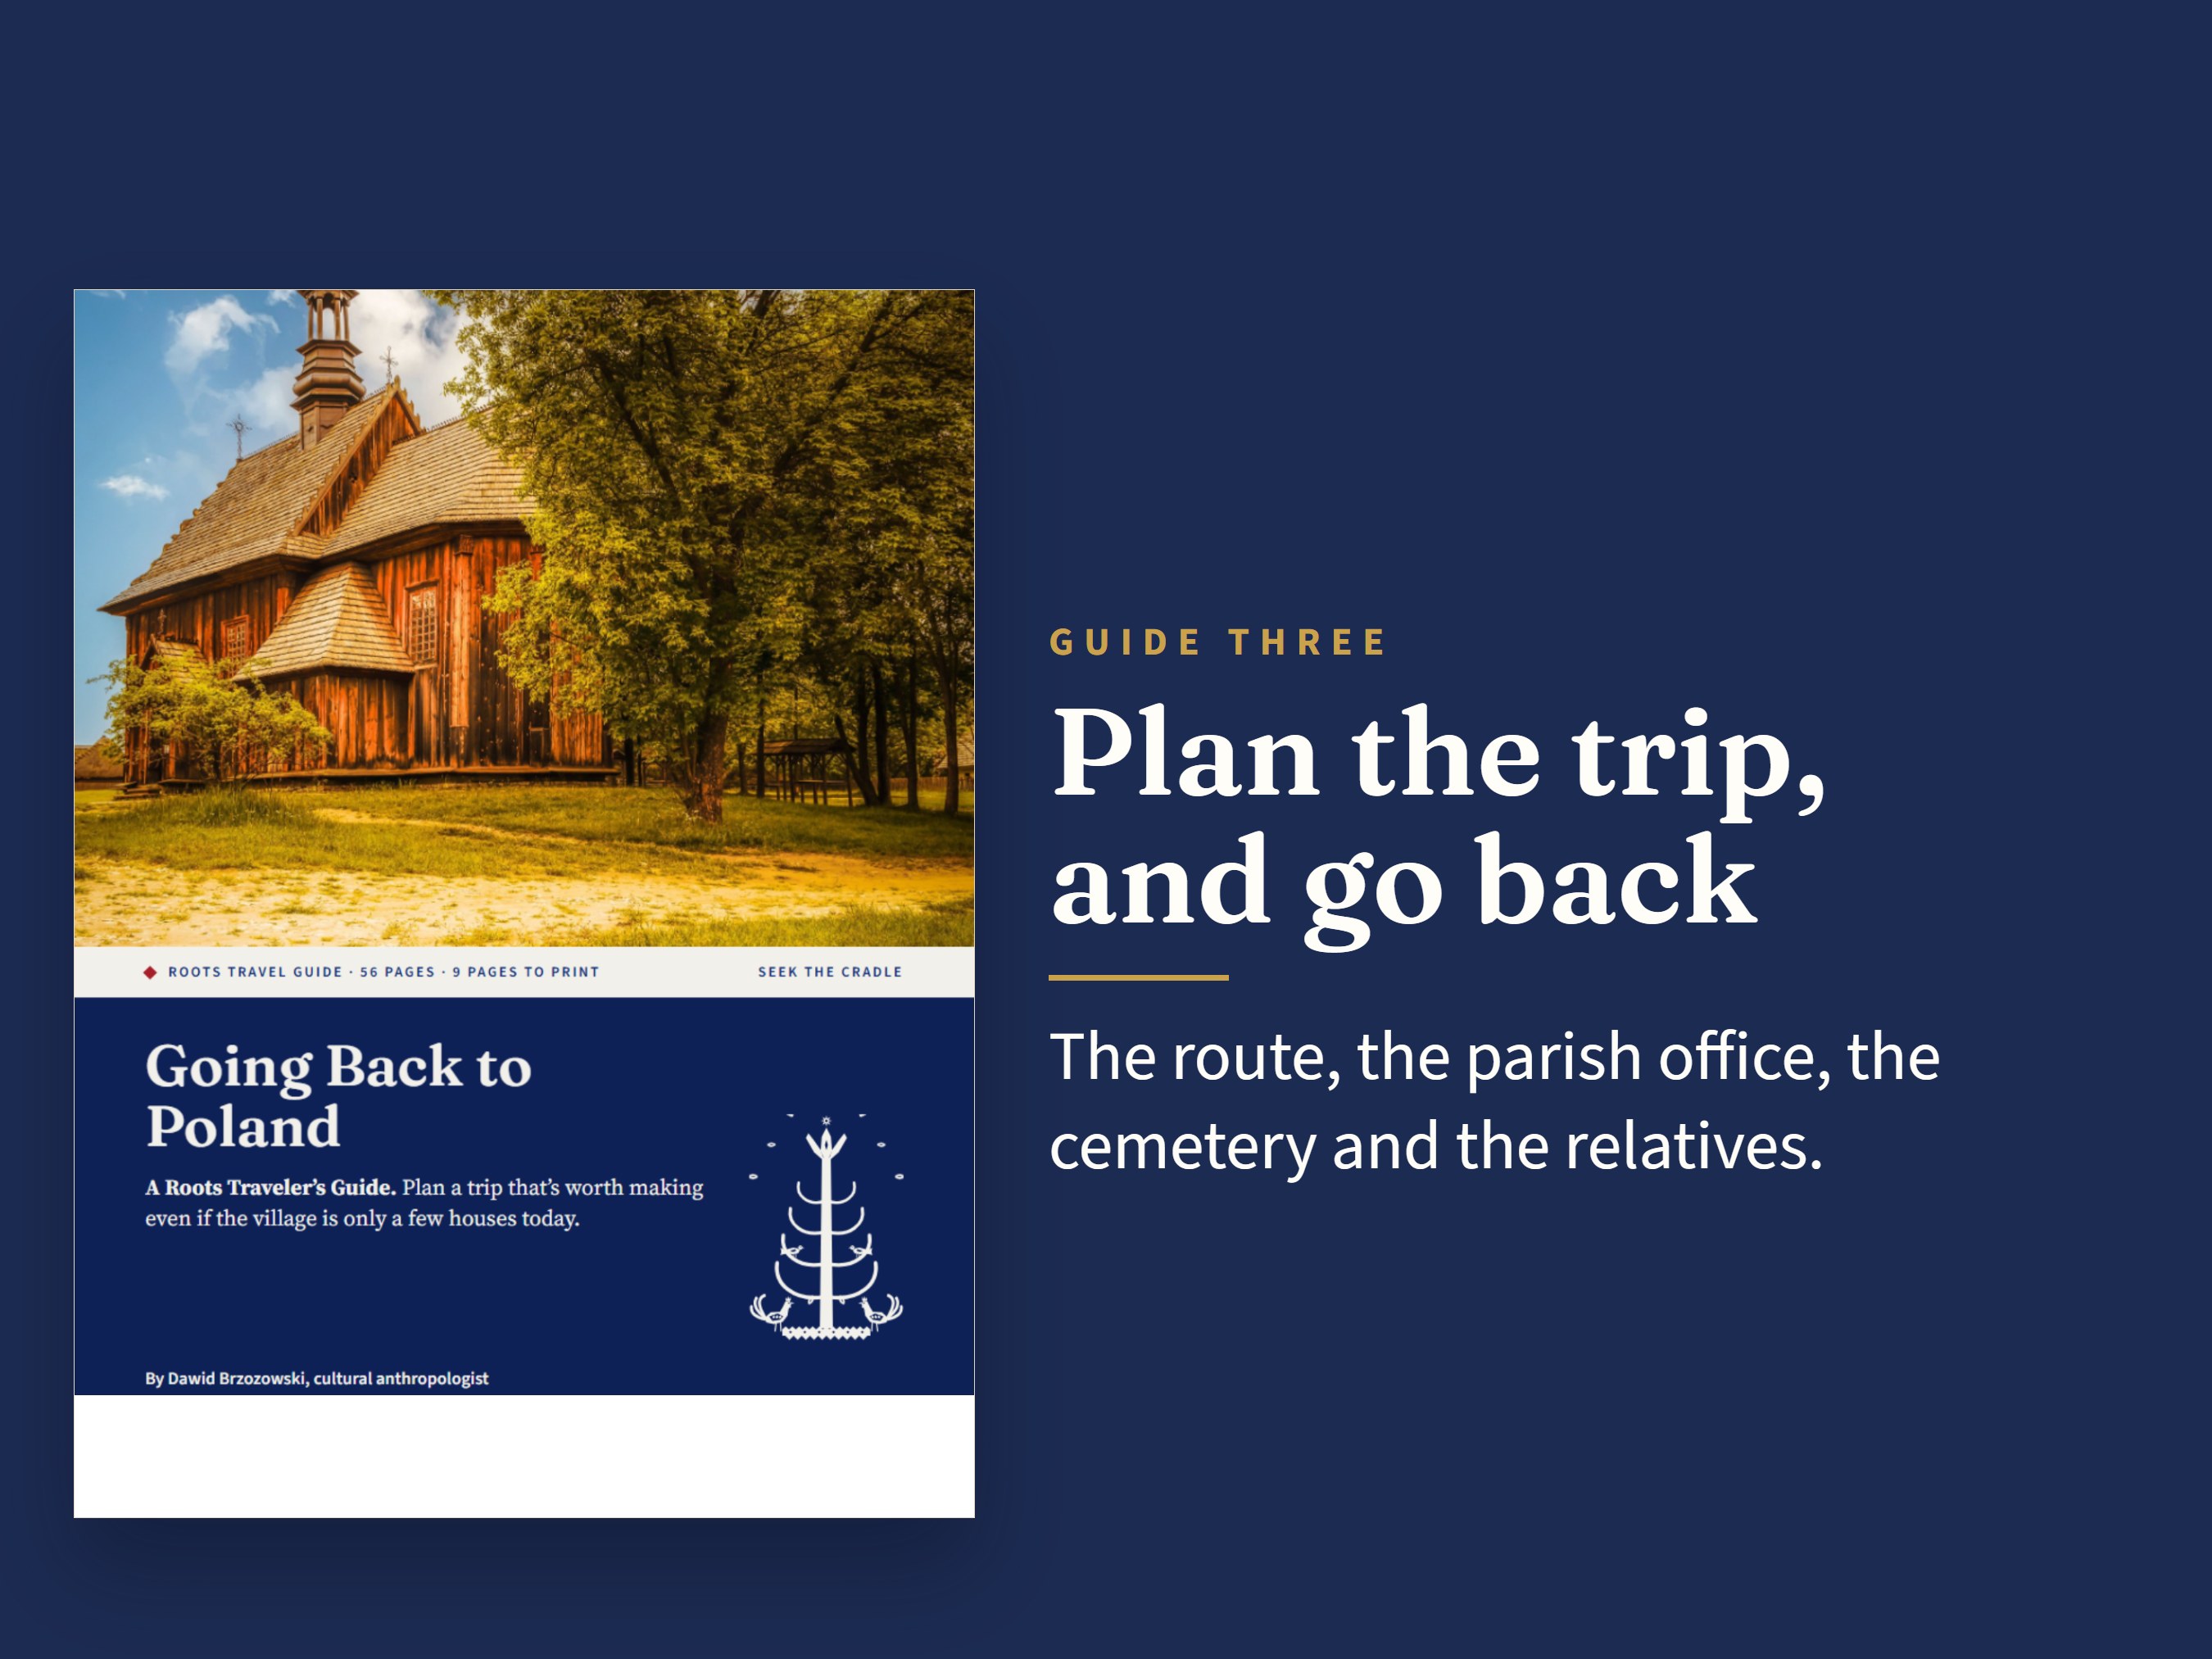 ROOTS TRAVEL GUIDE · 56 PAGES · 9 PAGES TO PRINT
SEEK THE CRADLE
Going Back to
Poland
A Roots Traveler’s Guide. Plan a trip that’s worth making
even if the village is only a few houses today.
By Dawid Brzozowski, cultural anthropologist
GUIDE THREE
Plan the trip,
and go back
The route, the parish office, the
cemetery and the relatives.